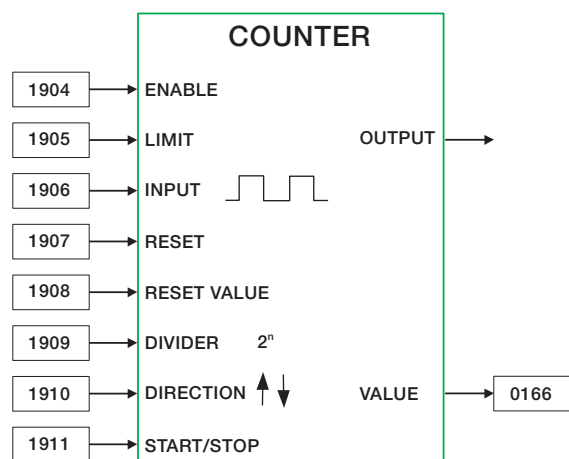 COUNTER
1904 ENABLE
1905 LIMIT OUTPUT
1906 INPUT
1907 RESET
1908 RESET VALUE
1909 DIVIDER 2ⁿ
1910 DIRECTION VALUE 0166
1911 START/STOP